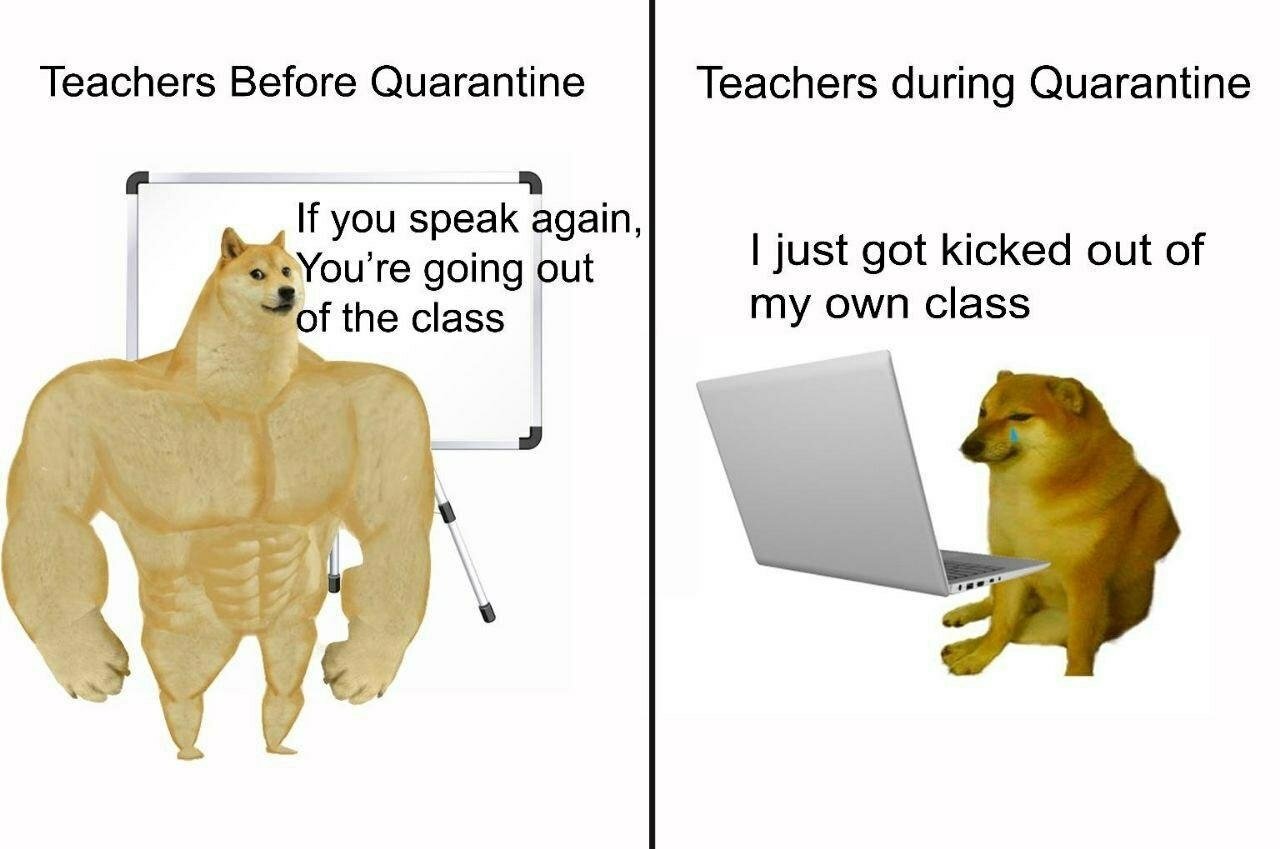 Teachers Before Quarantine
If you speak again,
You're going out
of the class
Teachers during Quarantine
I just got kicked out of
my own class